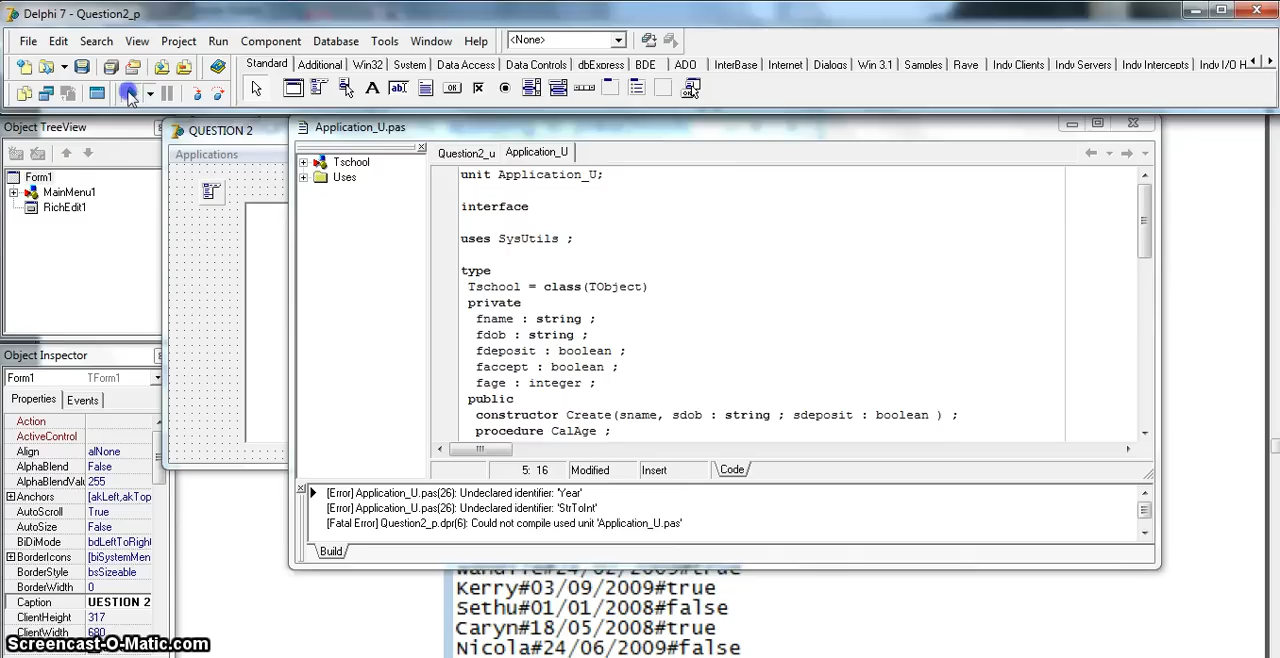 Delphi 7 - Question2_p
File Edit Search View Project Run Component Database Tools Window Help <None>
Standard Additional Win32 System Data Access Data Controls dbExpress BDE ADO InterBase Internet Dialogs Win 3.1 Samples Rave Indy Clients Indy Servers Indy Intercepts Indy I/O H
Object TreeView
Form1
MainMenu1
RichEdit1
QUESTION 2
Applications
Application_U.pas
Tschool
Uses
Question2_u Application_U
unit Application_U;
interface
uses SysUtils ;
type
Tschool = class(TObject)
private
fname : string ;
fdob : string ;
fdeposit : boolean ;
faccept : boolean ;
fage : integer ;
public
constructor Create(sname, sdob : string ; sdeposit : boolean ) ;
procedure CalAge ;
5: 16 Modified Insert Code
[Error] Application_U.pas(26): Undeclared identifier: 'Year'
[Error] Application_U.pas(26): Undeclared identifier: 'StrToInt'
[Fatal Error] Question2_p.dpr(6): Could not compile used unit 'Application_U.pas'
Build
Object Inspector
Form1 TForm1
Properties Events
Action
ActiveControl
Align alNone
AlphaBlend False
AlphaBlendValu 255
Anchors [akLeft,akTop
AutoScroll True
AutoSize False
BiDiMode bdLeftToRight
BorderIcons [biSystemMen
BorderStyle bsSizeable
BorderWidth 0
Caption UESTION 2
ClientHeight 317
ClientWidth 680
Kerry#03/09/2009#true
Sethu#01/01/2008#false
Caryn#18/05/2008#true
Nicola#24/06/2009#false
Screencast-O-Matic.com